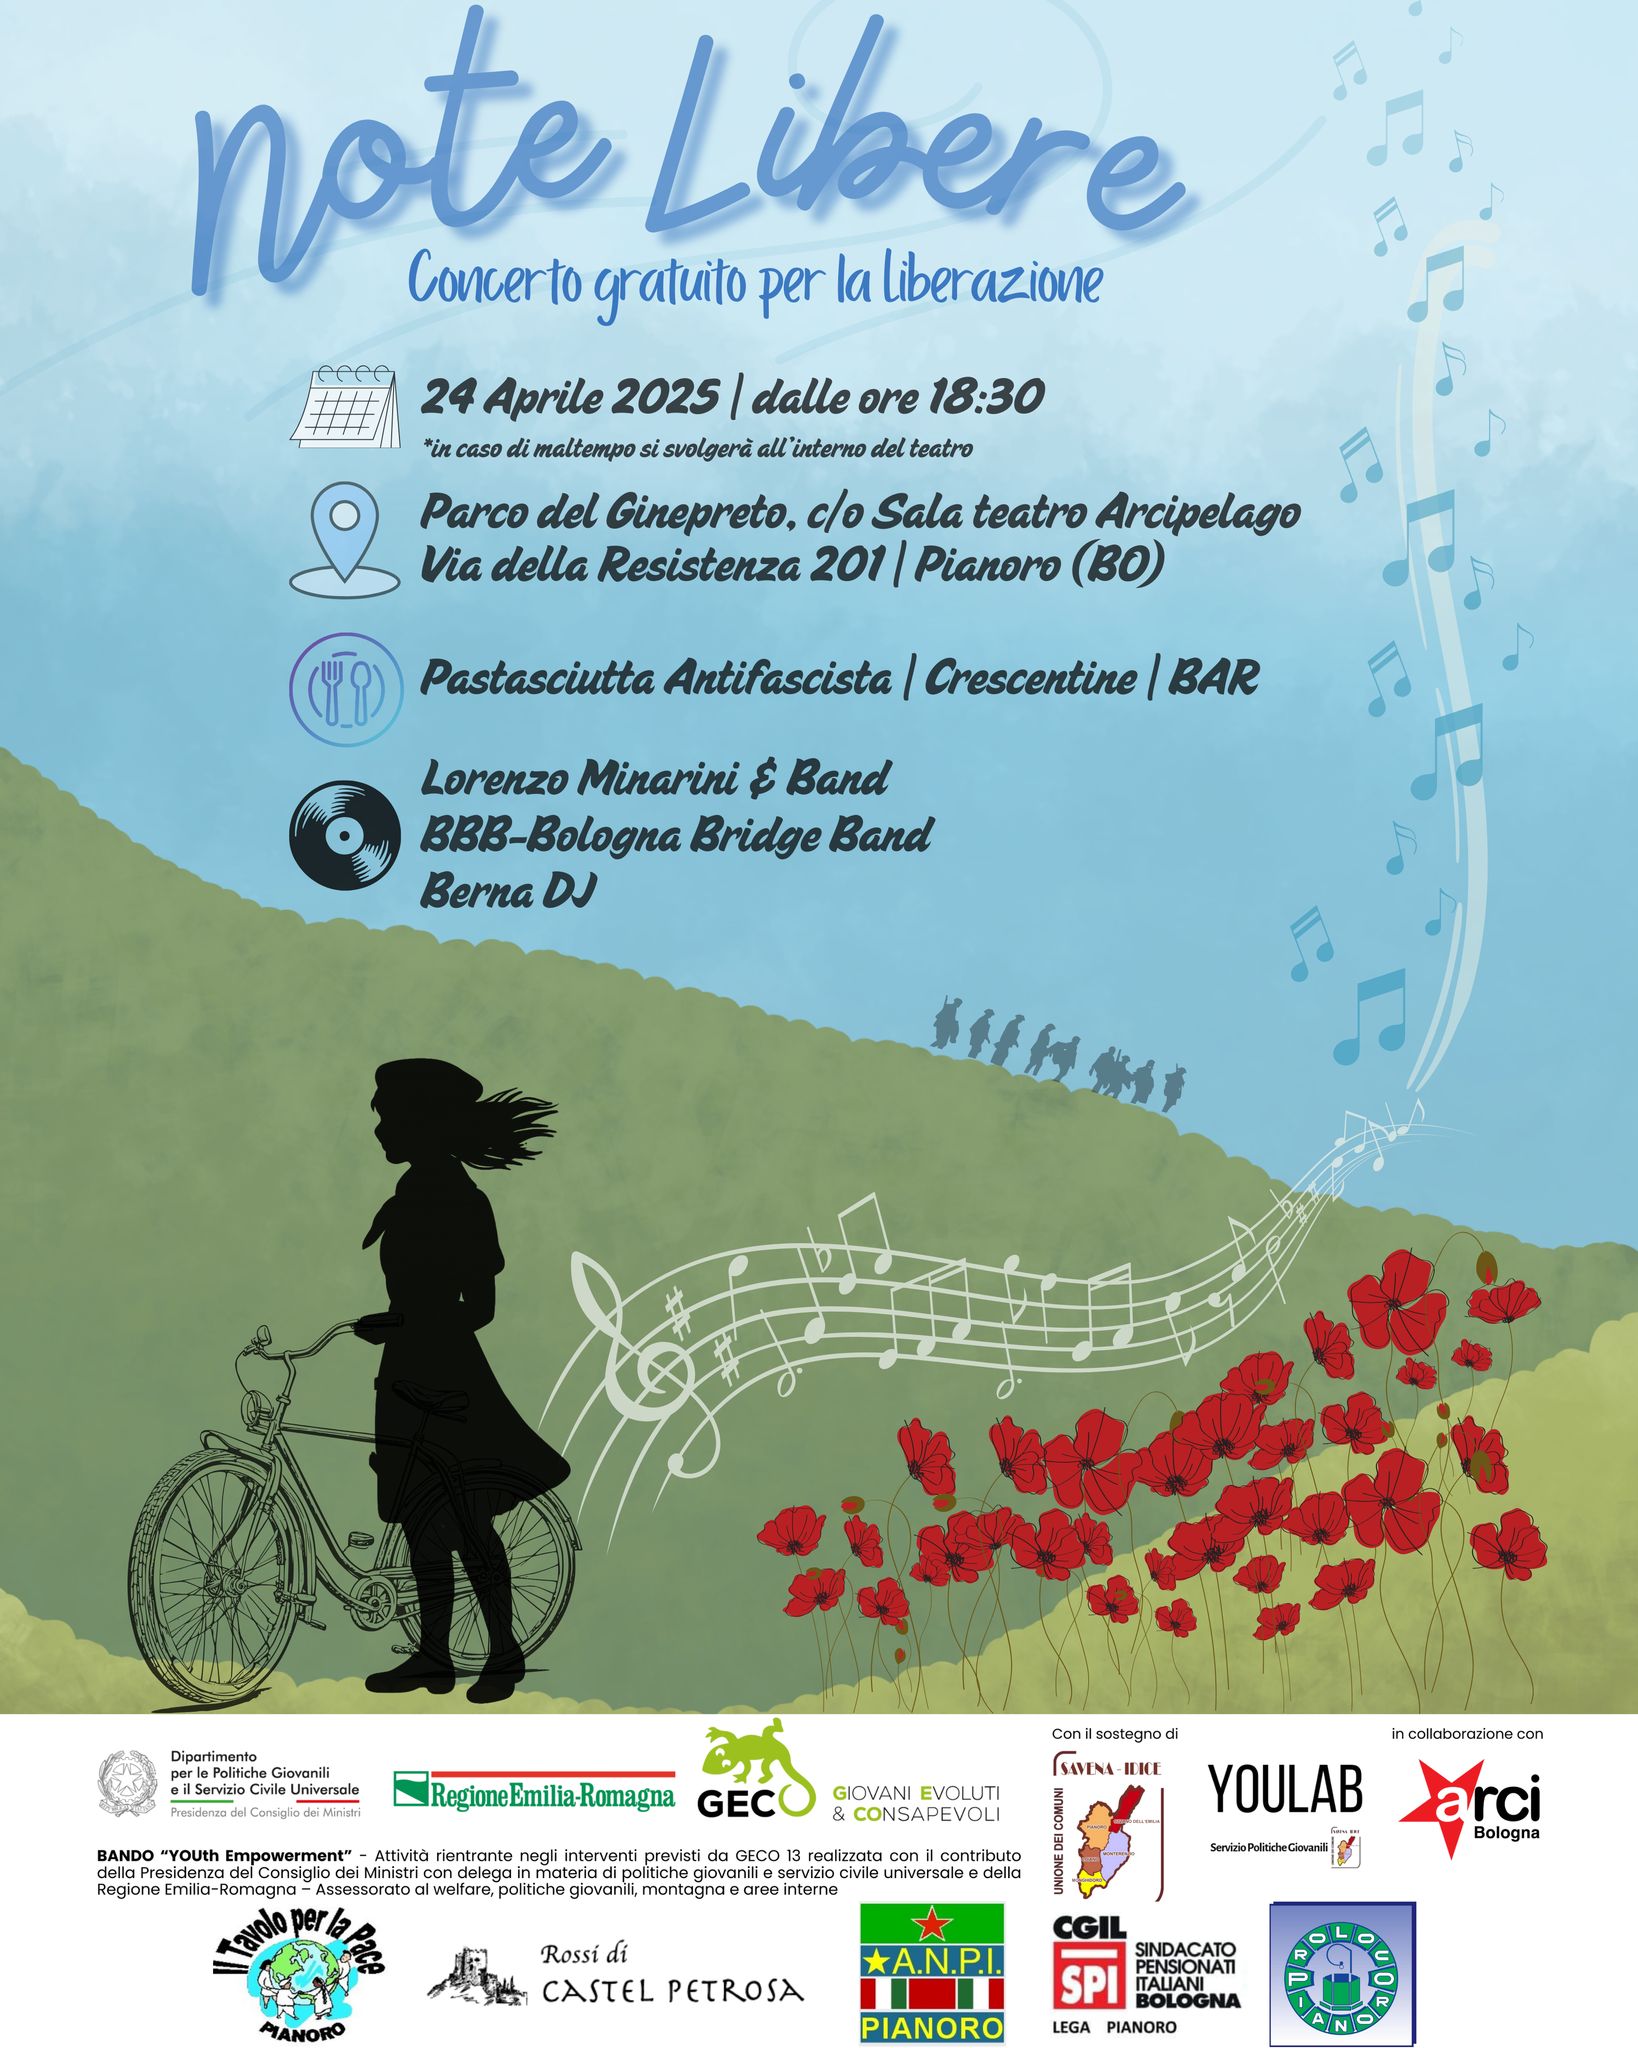 Note Libere
Concerto gratuito per la liberazione
24 Aprile 2025 | dalle ore 18:30
*in caso di maltempo si svolgerà all'interno del teatro
Parco del Ginepreto, c/o Sala teatro Arcipelago
Via della Resistenza 201 | Pianoro (BO)
Pastasciutta Antifascista | Crescentine | BAR
Lorenzo Minarini & Band
BBB-Bologna Bridge Band
Berna DJ
Dipartimento
per le Politiche Giovanili
e il Servizio Civile Universale
Presidenza del Consiglio dei Ministri
RegioneEmilia-Romagna
GECO
GIOVANI EVOLUTI
& CONSAPEVOLI
Con il sostegno di
SAVENA - IDICE
UNIONE DEI COMUNI
PIANORO
MONTERENZIO
MONGHIDORO
YOULAB
Servizio Politiche Giovanili
in collaborazione con
arci
Bologna
BANDO “YOUth Empowerment” - Attività rientrante negli interventi previsti da GECO 13 realizzata con il contributo
della Presidenza del Consiglio dei Ministri con delega in materia di politiche giovanili e servizio civile universale e della
Regione Emilia-Romagna – Assessorato al welfare, politiche giovanili, montagna e aree interne
Il Tavolo per la Pace
PIANORO
Rossi di
CASTEL PETROSA
A.N.P.I.
PIANORO
CGIL
SPI
SINDACATO
PENSIONATI
ITALIANI
BOLOGNA
LEGA PIANORO
PROLOCO
PIANORO